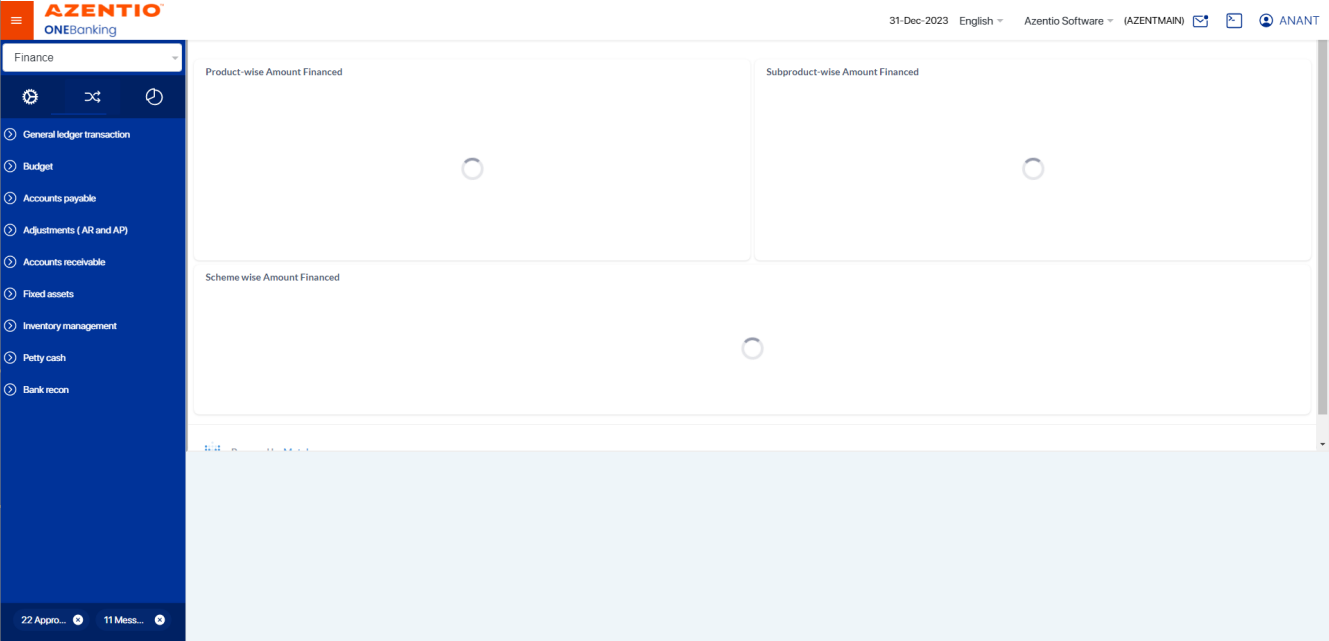 AZENTIO
ONEBanking
31-Dec-2023 English Azentio Software (AZENTMAIN) ANANT
Finance
General ledger transaction
Budget
Accounts payable
Adjustments ( AR and AP)
Accounts receivable
Fixed assets
Inventory management
Petty cash
Bank recon
22 Appro... 11 Mess...
Product-wise Amount Financed
Subproduct-wise Amount Financed
Scheme wise Amount Financed